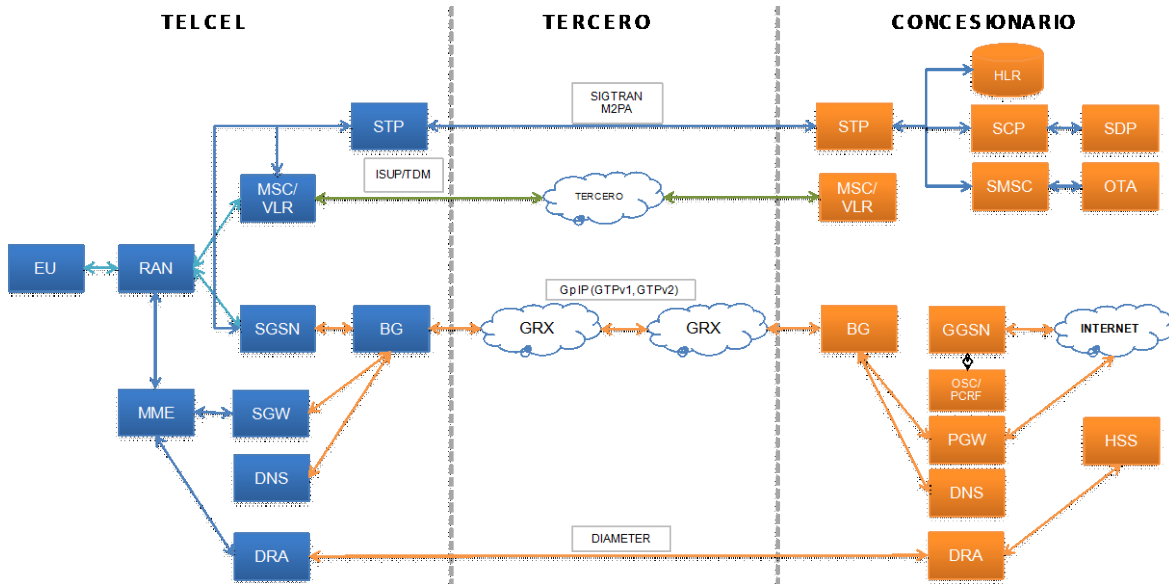 TELCEL
TERCERO
CONCESIONARIO
HLR
SIGTRAN
M2PA
STP
STP
SCP
SDP
ISUP/TDM
MSC/
VLR
TERCERO
MSC/
VLR
SMSC
OTA
EU
RAN
Gp IP (GTPv1, GTPv2)
SGSN
BG
GRX
GRX
BG
GGSN
INTERNET
OSC/
PCRF
MME
SGW
PGW
HSS
DNS
DNS
DIAMETER
DRA
DRA